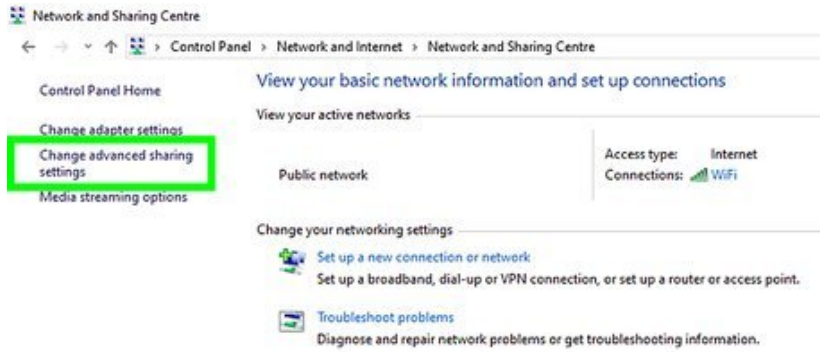 Network and Sharing Centre
Control Panel > Network and Internet > Network and Sharing Centre
Control Panel Home
Change adapter settings
Change advanced sharing
settings
Media streaming options
View your basic network information and set up connections
View your active networks
Public network
Access type: Internet
Connections: WiFi
Change your networking settings
Set up a new connection or network
Set up a broadband, dial-up or VPN connection, or set up a router or access point.
Troubleshoot problems
Diagnose and repair network problems or get troubleshooting information.